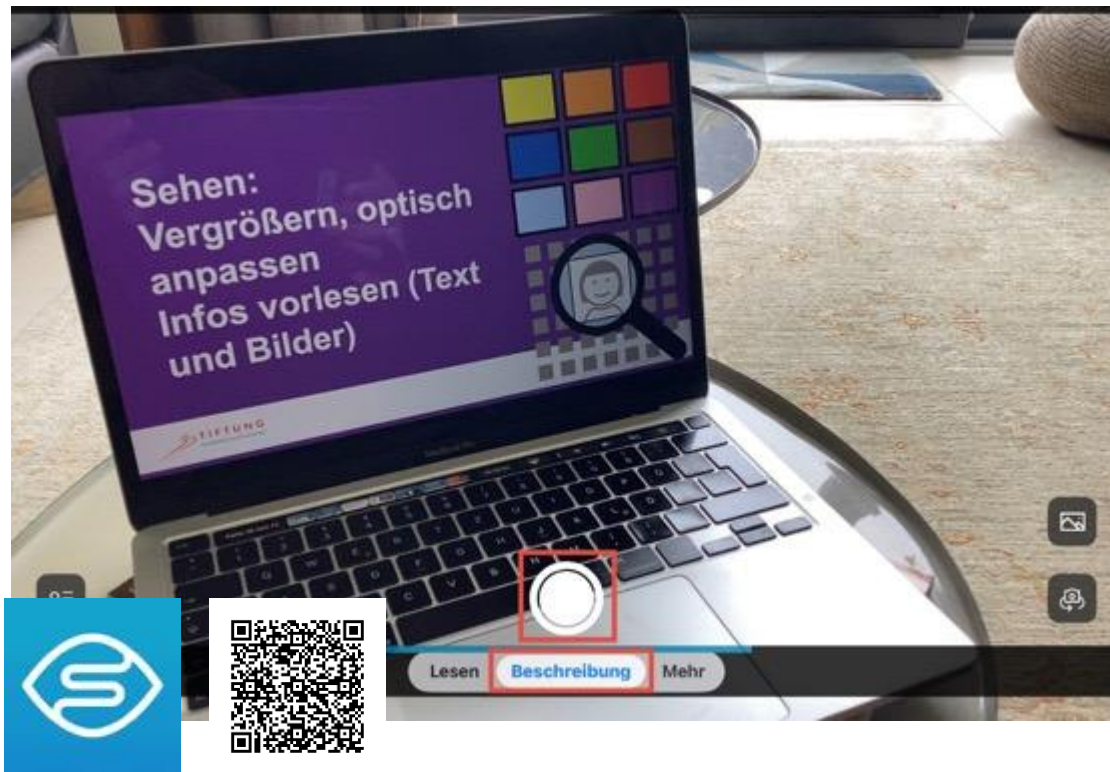 Sehen:
Vergrößern, optisch
anpassen
Infos vorlesen (Text
und Bilder)
STIFTUNG
Lesen Beschreibung Mehr